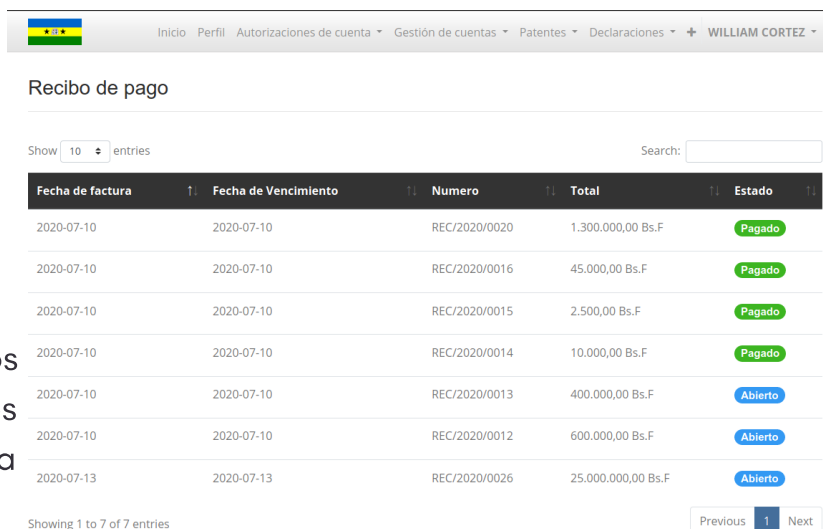 Inicio Perfil Autorizaciones de cuenta Gestión de cuentas Patentes Declaraciones + WILLIAM CORTEZ
Recibo de pago
Show 10 entries Search:
Fecha de factura Fecha de Vencimiento Numero Total Estado
2020-07-10 2020-07-10 REC/2020/0020 1.300.000,00 Bs.F Pagado
2020-07-10 2020-07-10 REC/2020/0016 45.000,00 Bs.F Pagado
2020-07-10 2020-07-10 REC/2020/0015 2.500,00 Bs.F Pagado
2020-07-10 2020-07-10 REC/2020/0014 10.000,00 Bs.F Pagado
2020-07-10 2020-07-10 REC/2020/0013 400.000,00 Bs.F Abierto
2020-07-10 2020-07-10 REC/2020/0012 600.000,00 Bs.F Abierto
2020-07-13 2020-07-13 REC/2020/0026 25.000.000,00 Bs.F Abierto
Showing 1 to 7 of 7 entries Previous 1 Next